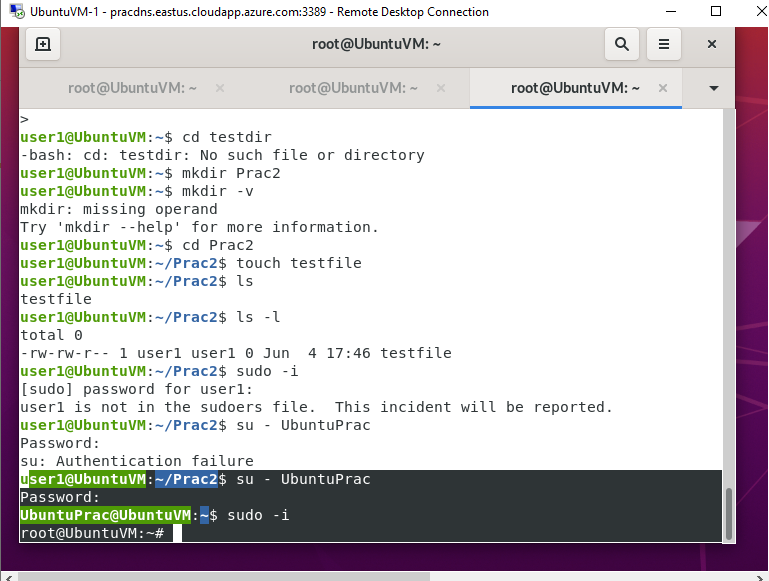 UbuntuVM-1 - pracdns.eastus.cloudapp.azure.com:3389 - Remote Desktop Connection
root@UbuntuVM: ~
root@UbuntuVM: ~ root@UbuntuVM: ~ root@UbuntuVM: ~
>
user1@UbuntuVM:~$ cd testdir
-bash: cd: testdir: No such file or directory
user1@UbuntuVM:~$ mkdir Prac2
user1@UbuntuVM:~$ mkdir -v
mkdir: missing operand
Try 'mkdir --help' for more information.
user1@UbuntuVM:~$ cd Prac2
user1@UbuntuVM:~/Prac2$ touch testfile
user1@UbuntuVM:~/Prac2$ ls
testfile
user1@UbuntuVM:~/Prac2$ ls -l
total 0
-rw-rw-r-- 1 user1 user1 0 Jun  4 17:46 testfile
user1@UbuntuVM:~/Prac2$ sudo -i
[sudo] password for user1:
user1 is not in the sudoers file.  This incident will be reported.
user1@UbuntuVM:~/Prac2$ su - UbuntuPrac
Password:
su: Authentication failure
user1@UbuntuVM:~/Prac2$ su - UbuntuPrac
Password:
UbuntuPrac@UbuntuVM:~$ sudo -i
root@UbuntuVM:~#